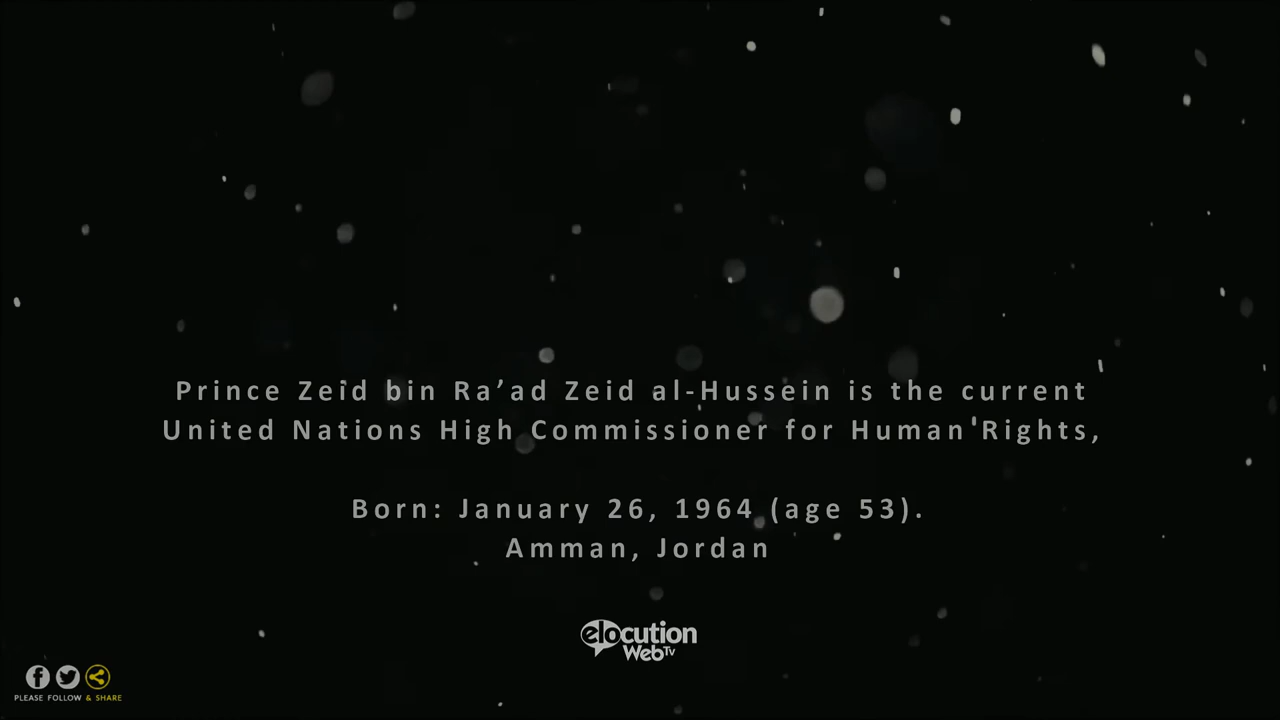 Prince Zeid bin Ra’ad Zeid al-Hussein is the current
United Nations High Commissioner for Human Rights,
Born: January 26, 1964 (age 53).
Amman, Jordan
elocution
WebTv
PLEASE FOLLOW & SHARE